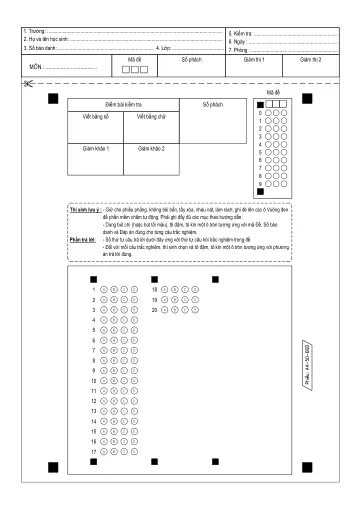 1. Trường : ...............................................................
2. Họ và tên học sinh: ...............................................................
3. Số báo danh: ............................... 4. Lớp: ...............................
5. Kiểm tra: ...............................
6. Ngày : ...............................
7. Phòng : ...............................
MÔN : ...............................
Mã đề
Số phách
Giám thị 1
Giám thị 2
Mã đề
Điểm bài kiểm tra
Số phách
Viết bằng số
Viết bằng chữ
Giám khảo 1
Giám khảo 2
0
1
2
3
4
5
6
7
8
9
Thí sinh lưu ý : - Giữ cho phiếu phẳng, không bôi bẩn, tẩy xóa, nhàu nát, làm rách, ghi đè lên các ô Vuông đen
để phần mềm chấm tự động. Phải ghi đầy đủ các mục theo hướng dẫn.
- Dùng bút chì (hoặc bút tối màu), tô đậm, tô kín một ô tròn tương ứng với mã Đề, Số báo
danh và Đáp án đúng cho từng câu trắc nghiệm.
Phần trả lời: - Số thứ tự câu trả lời dưới đây ứng với thứ tự câu hỏi trắc nghiệm trong đề.
- Đối với mỗi câu trắc nghiệm, thí sinh chọn và tô đậm, tô kín một ô tròn tương ứng với phương
án trả lời đúng.
1 A B C D
2 A B C D
3 A B C D
4 A B C D
5 A B C D
6 A B C D
7 A B C D
8 A B C D
9 A B C D
10 A B C D
11 A B C D
12 A B C D
13 A B C D
14 A B C D
15 A B C D
16 A B C D
17 A B C D
18 A B C D
19 A B C D
20 A B C D